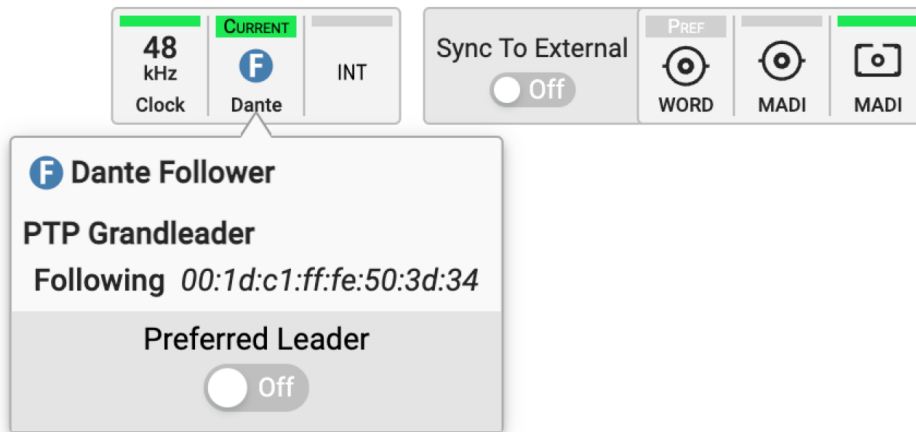 48
kHz
Clock
CURRENT
F
Dante
INT
Sync To External
Off
PREF
WORD
MADI
MADI
F Dante Follower
PTP Grandleader
Following 00:1d:c1:ff:fe:50:3d:34
Preferred Leader
Off